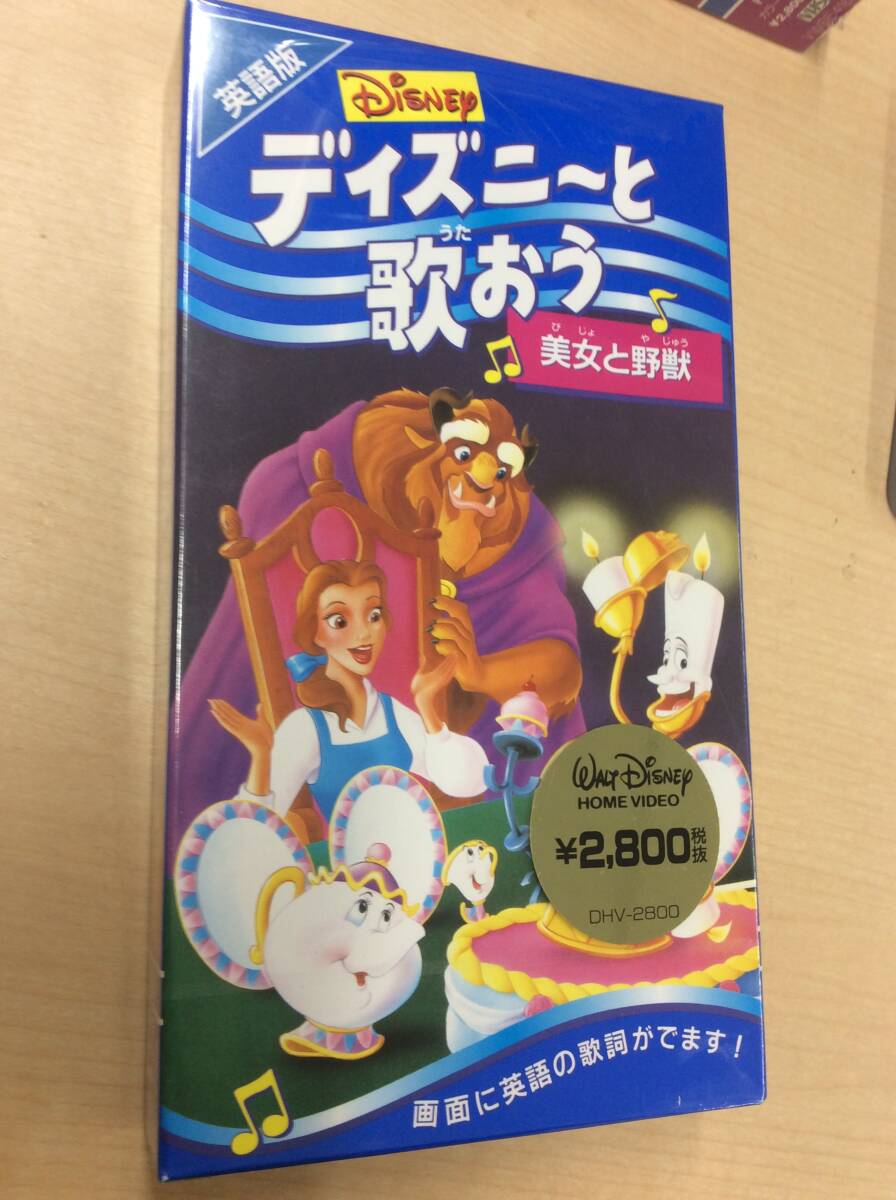 英語版
DISNEY
ディズニーと
うた
歌おう
び じょ や じゅう
美女と野獣
WALT DISNEY
HOME VIDEO
¥2,800税抜
DHV-2800
画面に英語の歌詞がでます!